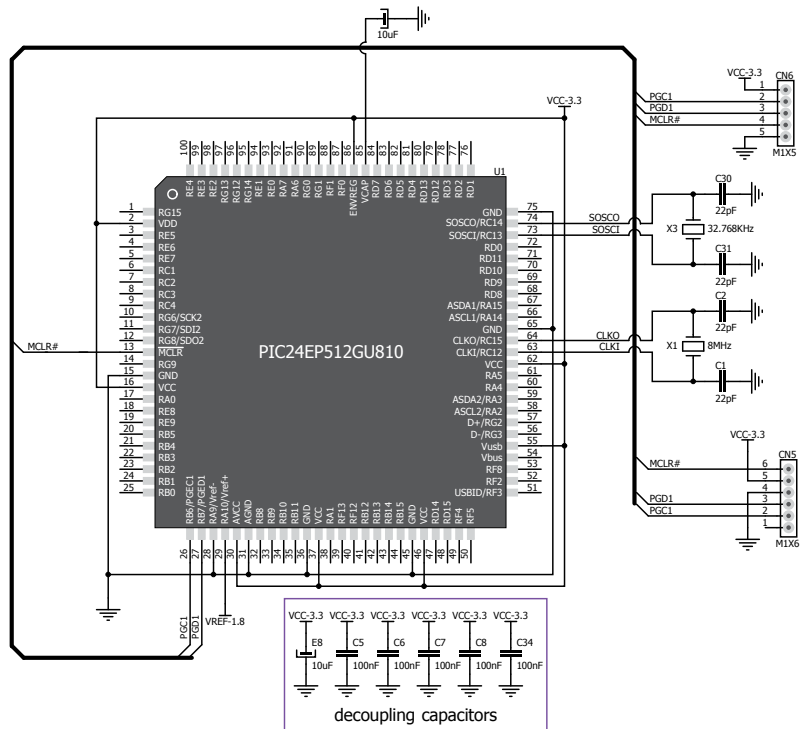 10uF
VCC-3.3
CN6
VCC-3.3
1
PGC1 2
PGD1 3
MCLR# 4
5
M1X5
100 99 98 97 96 95 94 93 92 91 90 89 88 87 86 85 84 83 82 81 80 79 78 77 76
U1
RE4 RE3 RE2 RG13 RG12 RG14 RE1 RE0 RA7 RA6 RG0 RG1 RF1 RF0 ENVREG VCAP RD7 RD6 RD5 RD4 RD13 RD12 RD3 RD2 RD1
1 RG15
2 VDD
3 RE5
4 RE6
5 RE7
6 RC1
7 RC2
8 RC3
9 RC4
10 RG6/SCK2
11 RG7/SDI2
12 RG8/SDO2
MCLR# 13 MCLR
14 RG9
15 GND
16 VCC
17 RA0
18 RE8
19 RE9
20 RB5
21 RB4
22 RB3
23 RB2
24 RB1
25 RB0
PIC24EP512GU810
GND 75
SOSCO/RC14 74 SOSCO
SOSCI/RC13 73 SOSCI
RD0 72
RD11 71
RD10 70
RD9 69
RD8 68
ASDA1/RA15 67
ASCL1/RA14 66
GND 65
CLKO/RC15 64 CLKO
CLKI/RC12 63 CLKI
VCC 62
RA5 61
RA4 60
ASDA2/RA3 59
ASCL2/RA2 58
D+/RG2 57
D-/RG3 56
Vusb 55
Vbus 54
RF8 53
RF2 52
USBID/RF3 51
C30
22pF
X3 32.768KHz
C31
22pF
C2
22pF
X1 8MHz
C1
22pF
RB6/PGEC1 RB7/PGED1 RA9/Vref- RA10/Vref+ AVCC AGND RB8 RB9 RB10 RB11 GND VCC RA1 RF13 RF12 RB12 RB13 RB14 RB15 GND VCC RD14 RD15 RF4 RF5
26 27 28 29 30 31 32 33 34 35 36 37 38 39 40 41 42 43 44 45 46 47 48 49 50
VCC-3.3
CN5
MCLR# 6
5
4
PGD1 3
PGC1 2
1
M1X6
PGC1
PGD1
VREF-1.8
VCC-3.3 VCC-3.3 VCC-3.3 VCC-3.3 VCC-3.3 VCC-3.3
E8 C5 C6 C7 C8 C34
10uF 100nF 100nF 100nF 100nF 100nF
decoupling capacitors